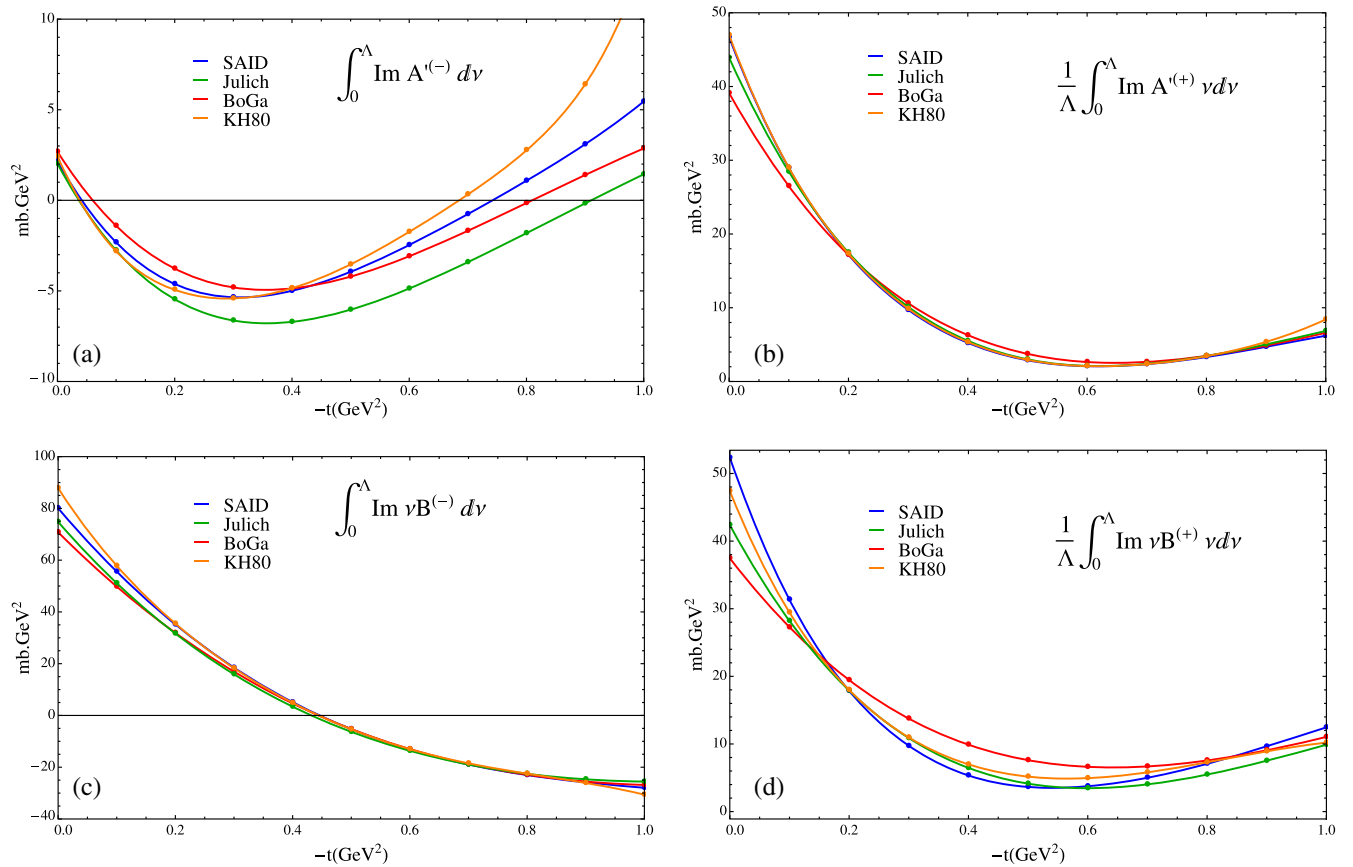 10
5
0
−5
−10
mb.GeV²
SAID
Julich
BoGa
KH80
∫₀^Λ Im A'⁽⁻⁾ dν
(a)
0.0 0.2 0.4 0.6 0.8 1.0
−t(GeV²)
50
40
30
20
10
0
mb.GeV²
SAID
Julich
BoGa
KH80
1/Λ ∫₀^Λ Im A'⁽⁺⁾ νdν
(b)
0.0 0.2 0.4 0.6 0.8 1.0
−t(GeV²)
100
80
60
40
20
0
−20
−40
mb.GeV²
SAID
Julich
BoGa
KH80
∫₀^Λ Im νB⁽⁻⁾ dν
(c)
0.0 0.2 0.4 0.6 0.8 1.0
−t(GeV²)
50
40
30
20
10
0
mb.GeV²
SAID
Julich
BoGa
KH80
1/Λ ∫₀^Λ Im νB⁽⁺⁾ νdν
(d)
0.0 0.2 0.4 0.6 0.8 1.0
−t(GeV²)